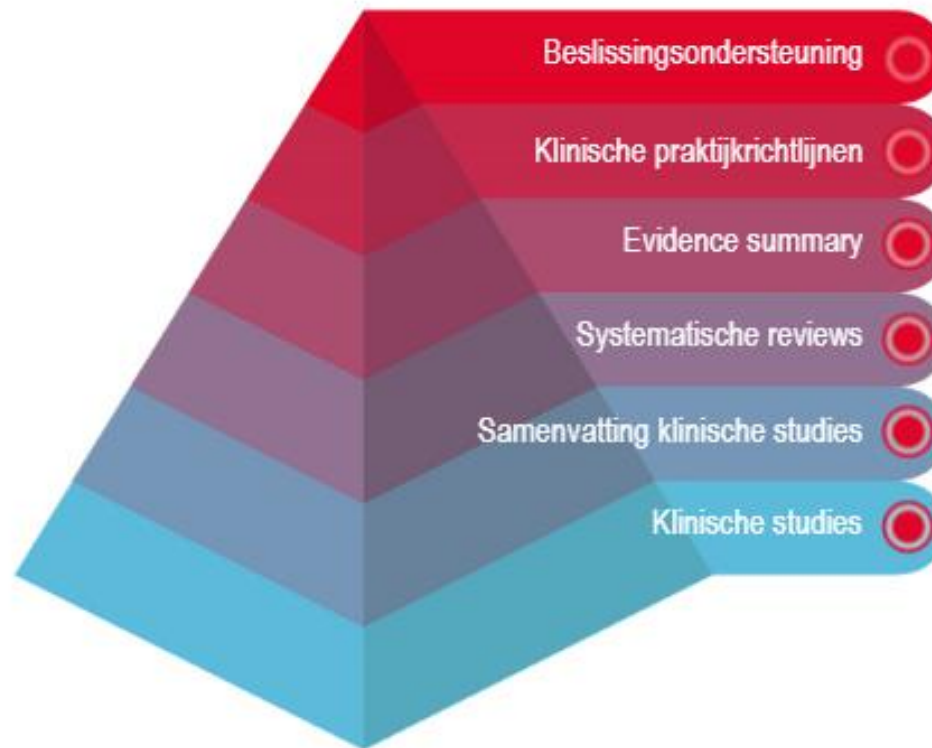 Beslissingsondersteuning
Klinische praktijkrichtlijnen
Evidence summary
Systematische reviews
Samenvatting klinische studies
Klinische studies